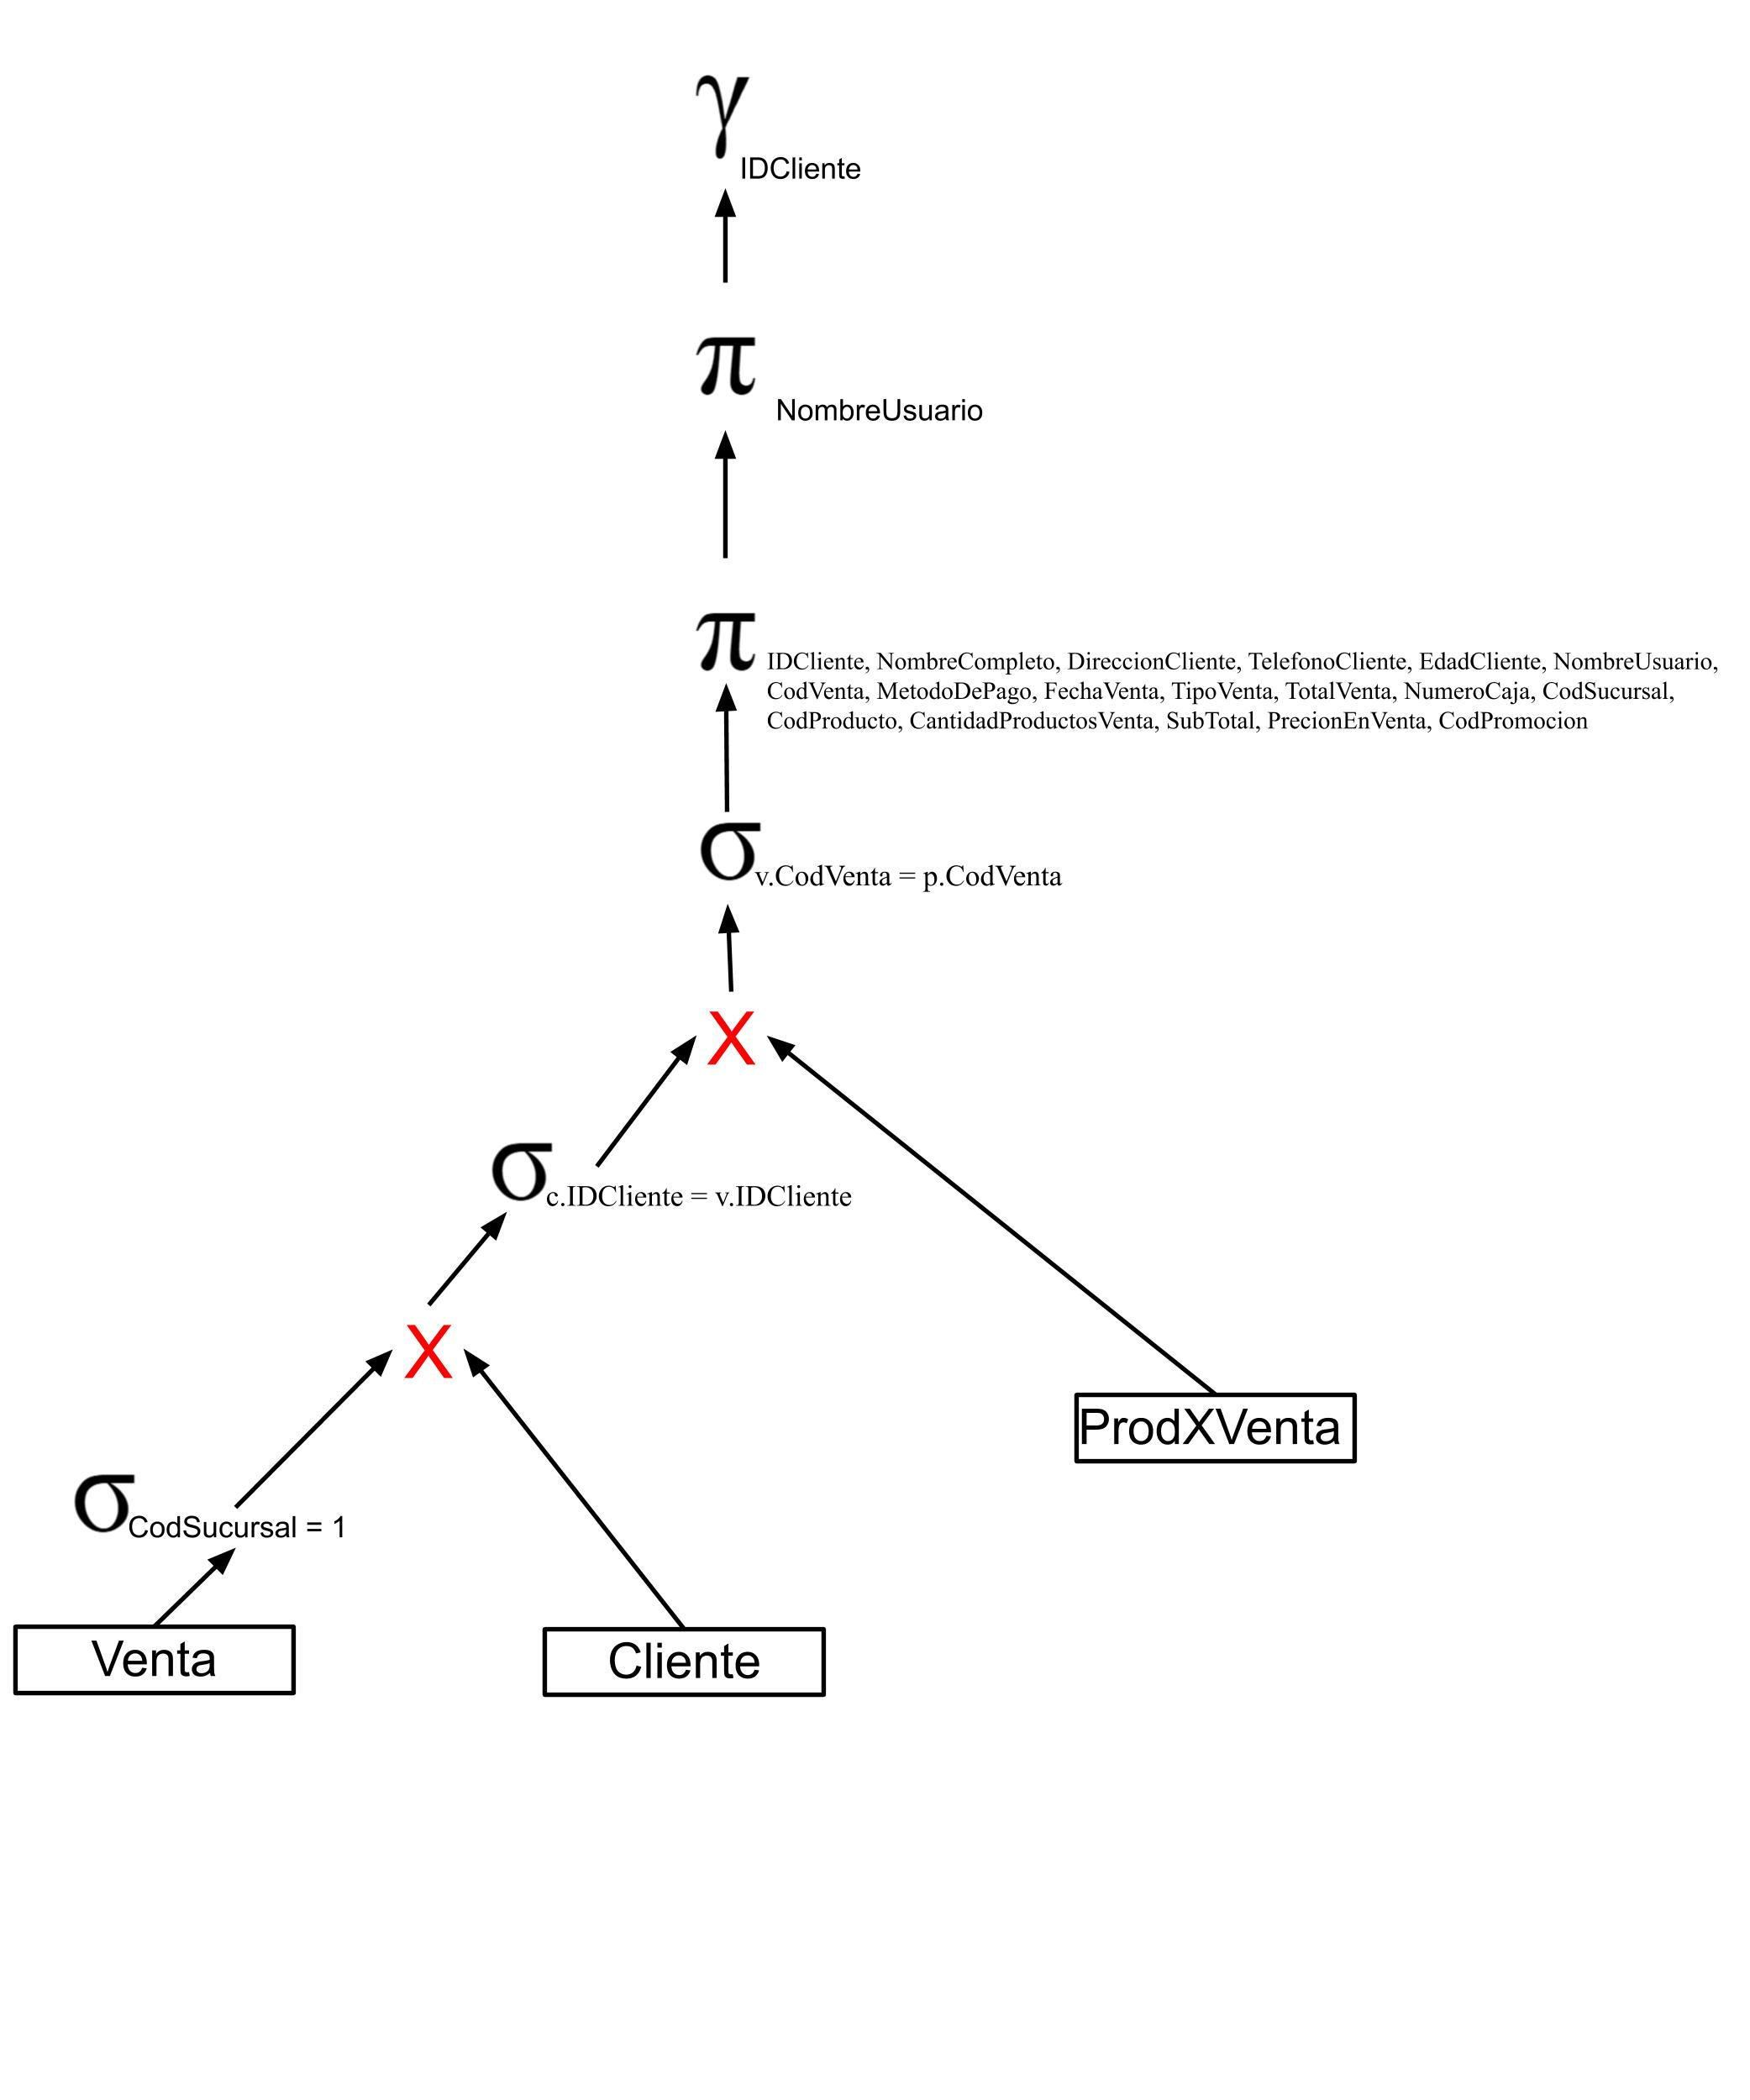 γ
IDCliente
π
NombreUsuario
π
IDCliente, NombreCompleto, DireccionCliente, TelefonoCliente, EdadCliente, NombreUsuario,
CodVenta, MetodoDePago, FechaVenta, TipoVenta, TotalVenta, NumeroCaja, CodSucursal,
CodProducto, CantidadProductosVenta, SubTotal, PrecionEnVenta, CodPromocion
σ
v.CodVenta = p.CodVenta
X
σ
c.IDCliente = v.IDCliente
X
ProdXVenta
σ
CodSucursal = 1
Venta
Cliente